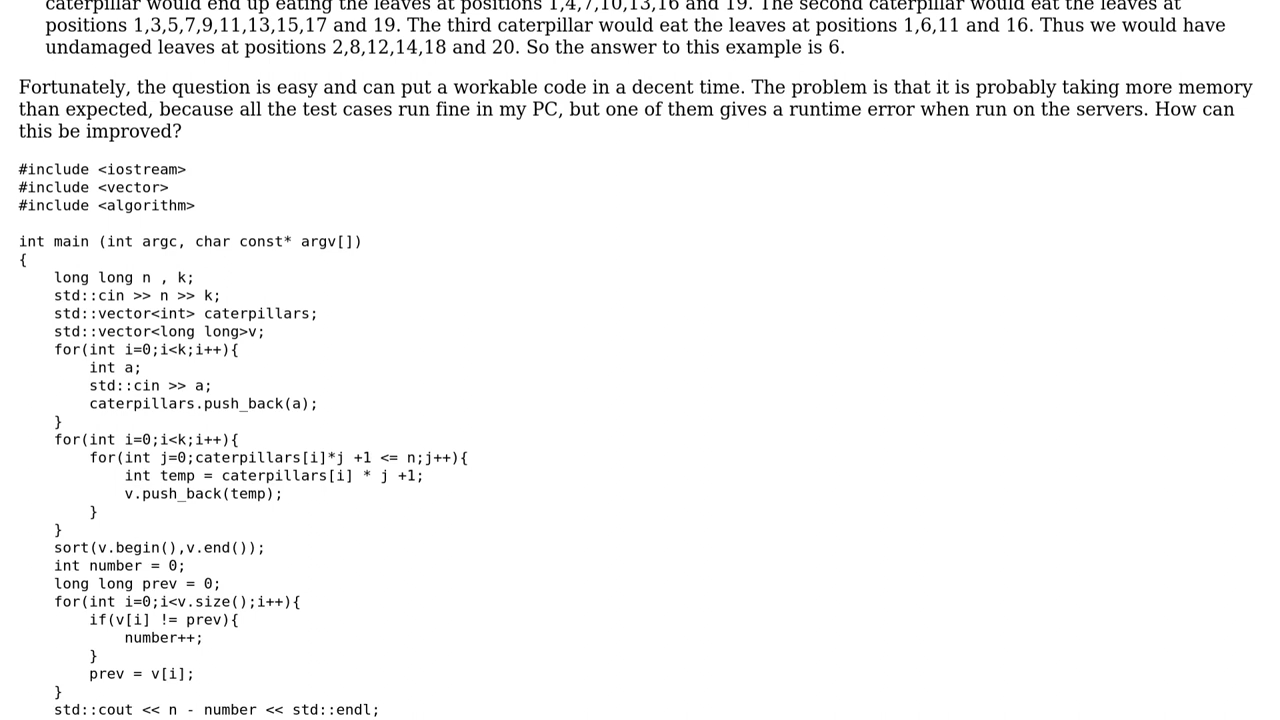 caterpillar would end up eating the leaves at positions 1,4,7,10,13,16 and 19. The second caterpillar would eat the leaves at
positions 1,3,5,7,9,11,13,15,17 and 19. The third caterpillar would eat the leaves at positions 1,6,11 and 16. Thus we would have
undamaged leaves at positions 2,8,12,14,18 and 20. So the answer to this example is 6.
Fortunately, the question is easy and can put a workable code in a decent time. The problem is that it is probably taking more memory
than expected, because all the test cases run fine in my PC, but one of them gives a runtime error when run on the servers. How can
this be improved?
#include <iostream>
#include <vector>
#include <algorithm>
int main (int argc, char const* argv[])
{
    long long n , k;
    std::cin >> n >> k;
    std::vector<int> caterpillars;
    std::vector<long long>v;
    for(int i=0;i<k;i++){
        int a;
        std::cin >> a;
        caterpillars.push_back(a);
    }
    for(int i=0;i<k;i++){
        for(int j=0;caterpillars[i]*j +1 <= n;j++){
            int temp = caterpillars[i] * j +1;
            v.push_back(temp);
        }
    }
    sort(v.begin(),v.end());
    int number = 0;
    long long prev = 0;
    for(int i=0;i<v.size();i++){
        if(v[i] != prev){
            number++;
        }
        prev = v[i];
    }
    std::cout << n - number << std::endl;